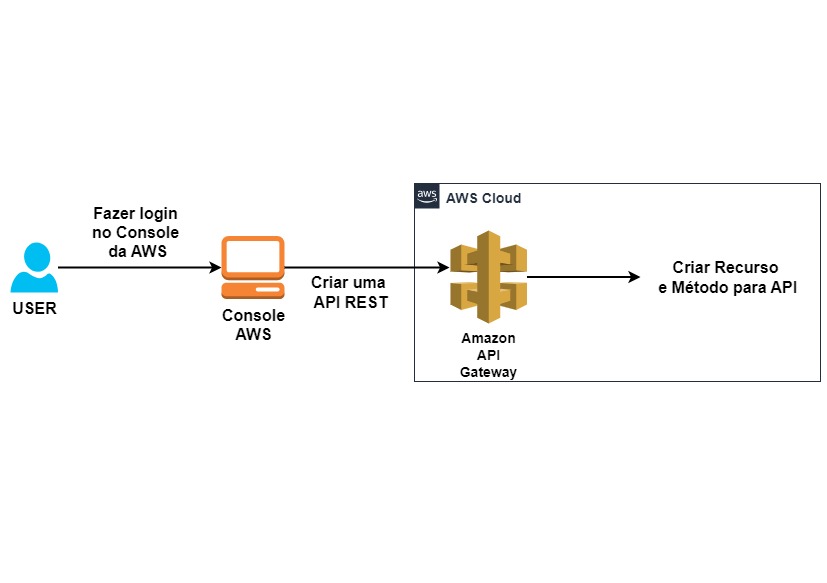 Fazer login
no Console
da AWS
USER
Console
AWS
Criar uma
API REST
aws
AWS Cloud
Amazon
API
Gateway
Criar Recurso
e Método para API